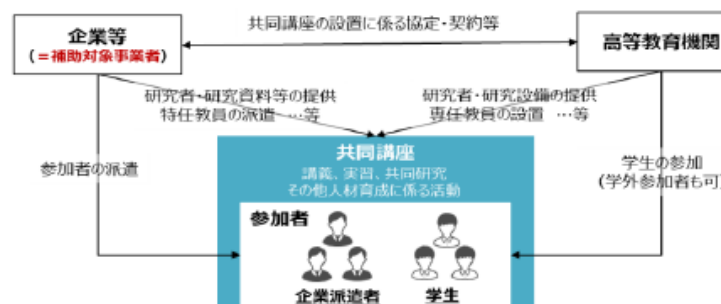 共同講座の設置に係る協定・契約等
企業等
(=補助対象事業者)
高等教育機関
研究者・研究資料等の提供
特任教員の派遣 …等
研究者・研究設備の提供
専任教員の設置 …等
参加者の派遣
学生の参加
(学外参加者も可)
共同講座
講義、実習、共同研究
その他人材育成に係る活動
参加者
企業派遣者
学生